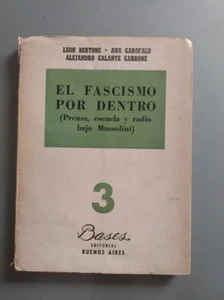 LEON BERTONE - ANA GAROFALO
ALEJANDRO GALANTE GARRONE
EL FASCISMO
POR DENTRO
(Prensa, escuela y radio
bajo Mussolini)
3
Bases
EDITORIAL
BUENOS AIRES